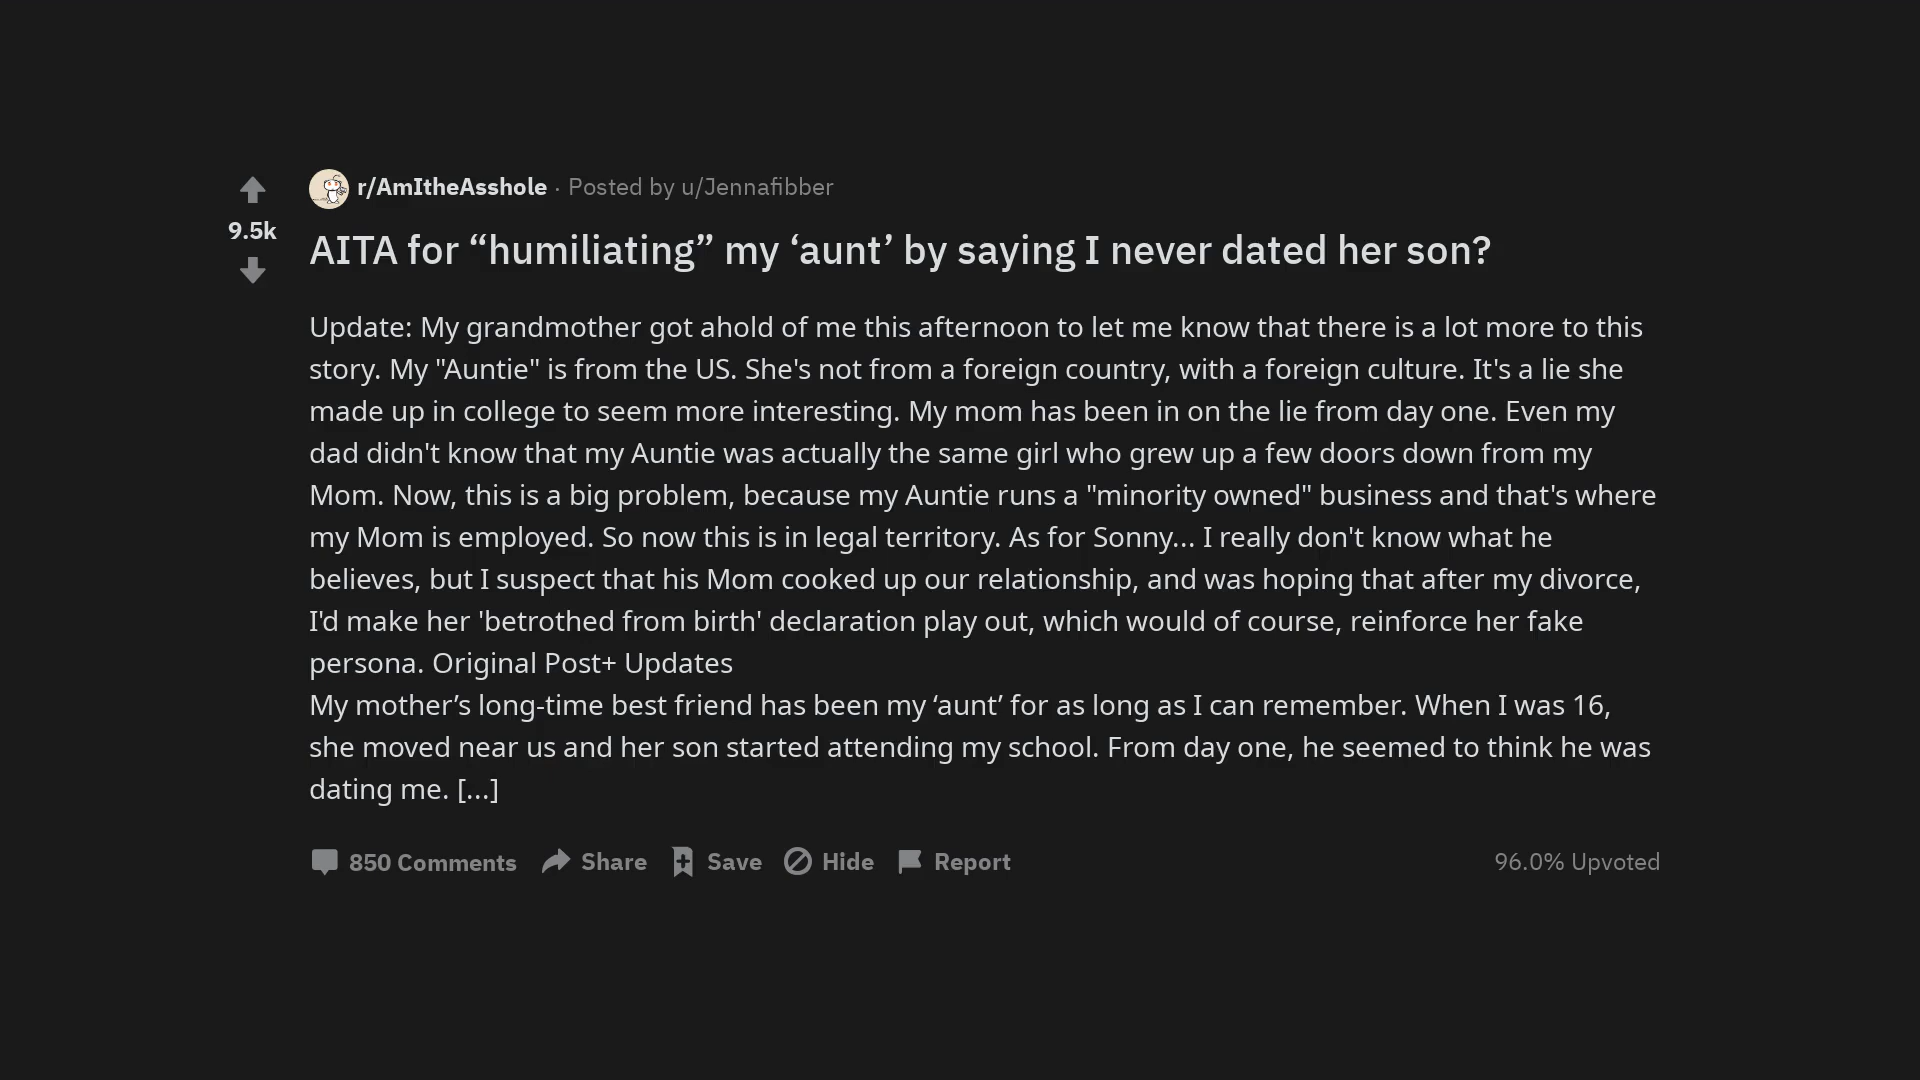 r/AmItheAsshole · Posted by u/Jennafibber
9.5k
AITA for “humiliating” my ‘aunt’ by saying I never dated her son?
Update: My grandmother got ahold of me this afternoon to let me know that there is a lot more to this
story. My "Auntie" is from the US. She's not from a foreign country, with a foreign culture. It's a lie she
made up in college to seem more interesting. My mom has been in on the lie from day one. Even my
dad didn't know that my Auntie was actually the same girl who grew up a few doors down from my
Mom. Now, this is a big problem, because my Auntie runs a "minority owned" business and that's where
my Mom is employed. So now this is in legal territory. As for Sonny... I really don't know what he
believes, but I suspect that his Mom cooked up our relationship, and was hoping that after my divorce,
I'd make her 'betrothed from birth' declaration play out, which would of course, reinforce her fake
persona. Original Post+ Updates
My mother’s long-time best friend has been my ‘aunt’ for as long as I can remember. When I was 16,
she moved near us and her son started attending my school. From day one, he seemed to think he was
dating me. [...]
850 Comments Share Save Hide Report 96.0% Upvoted